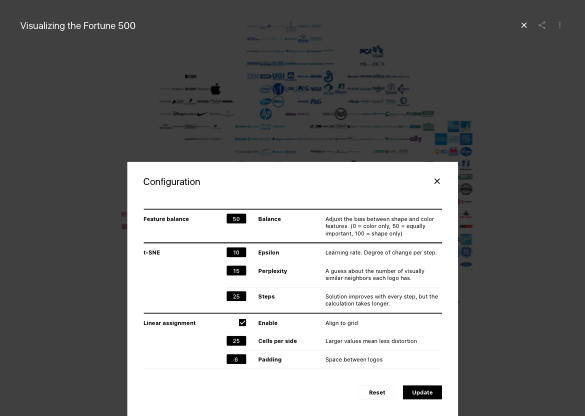 Visualizing the Fortune 500
Configuration
Feature balance 50 Balance Adjust the bias between shape and color
features. (0 = color only, 50 = equally
important, 100 = shape only)
t-SNE 10 Epsilon Learning rate. Degree of change per step.
15 Perplexity A guess about the number of visually
similar neighbors each logo has.
25 Steps Solution improves with every step, but the
calculation takes longer.
Linear assignment Enable Align to grid
25 Cells per side Larger values mean less distortion
6 Padding Space between logos
Reset Update